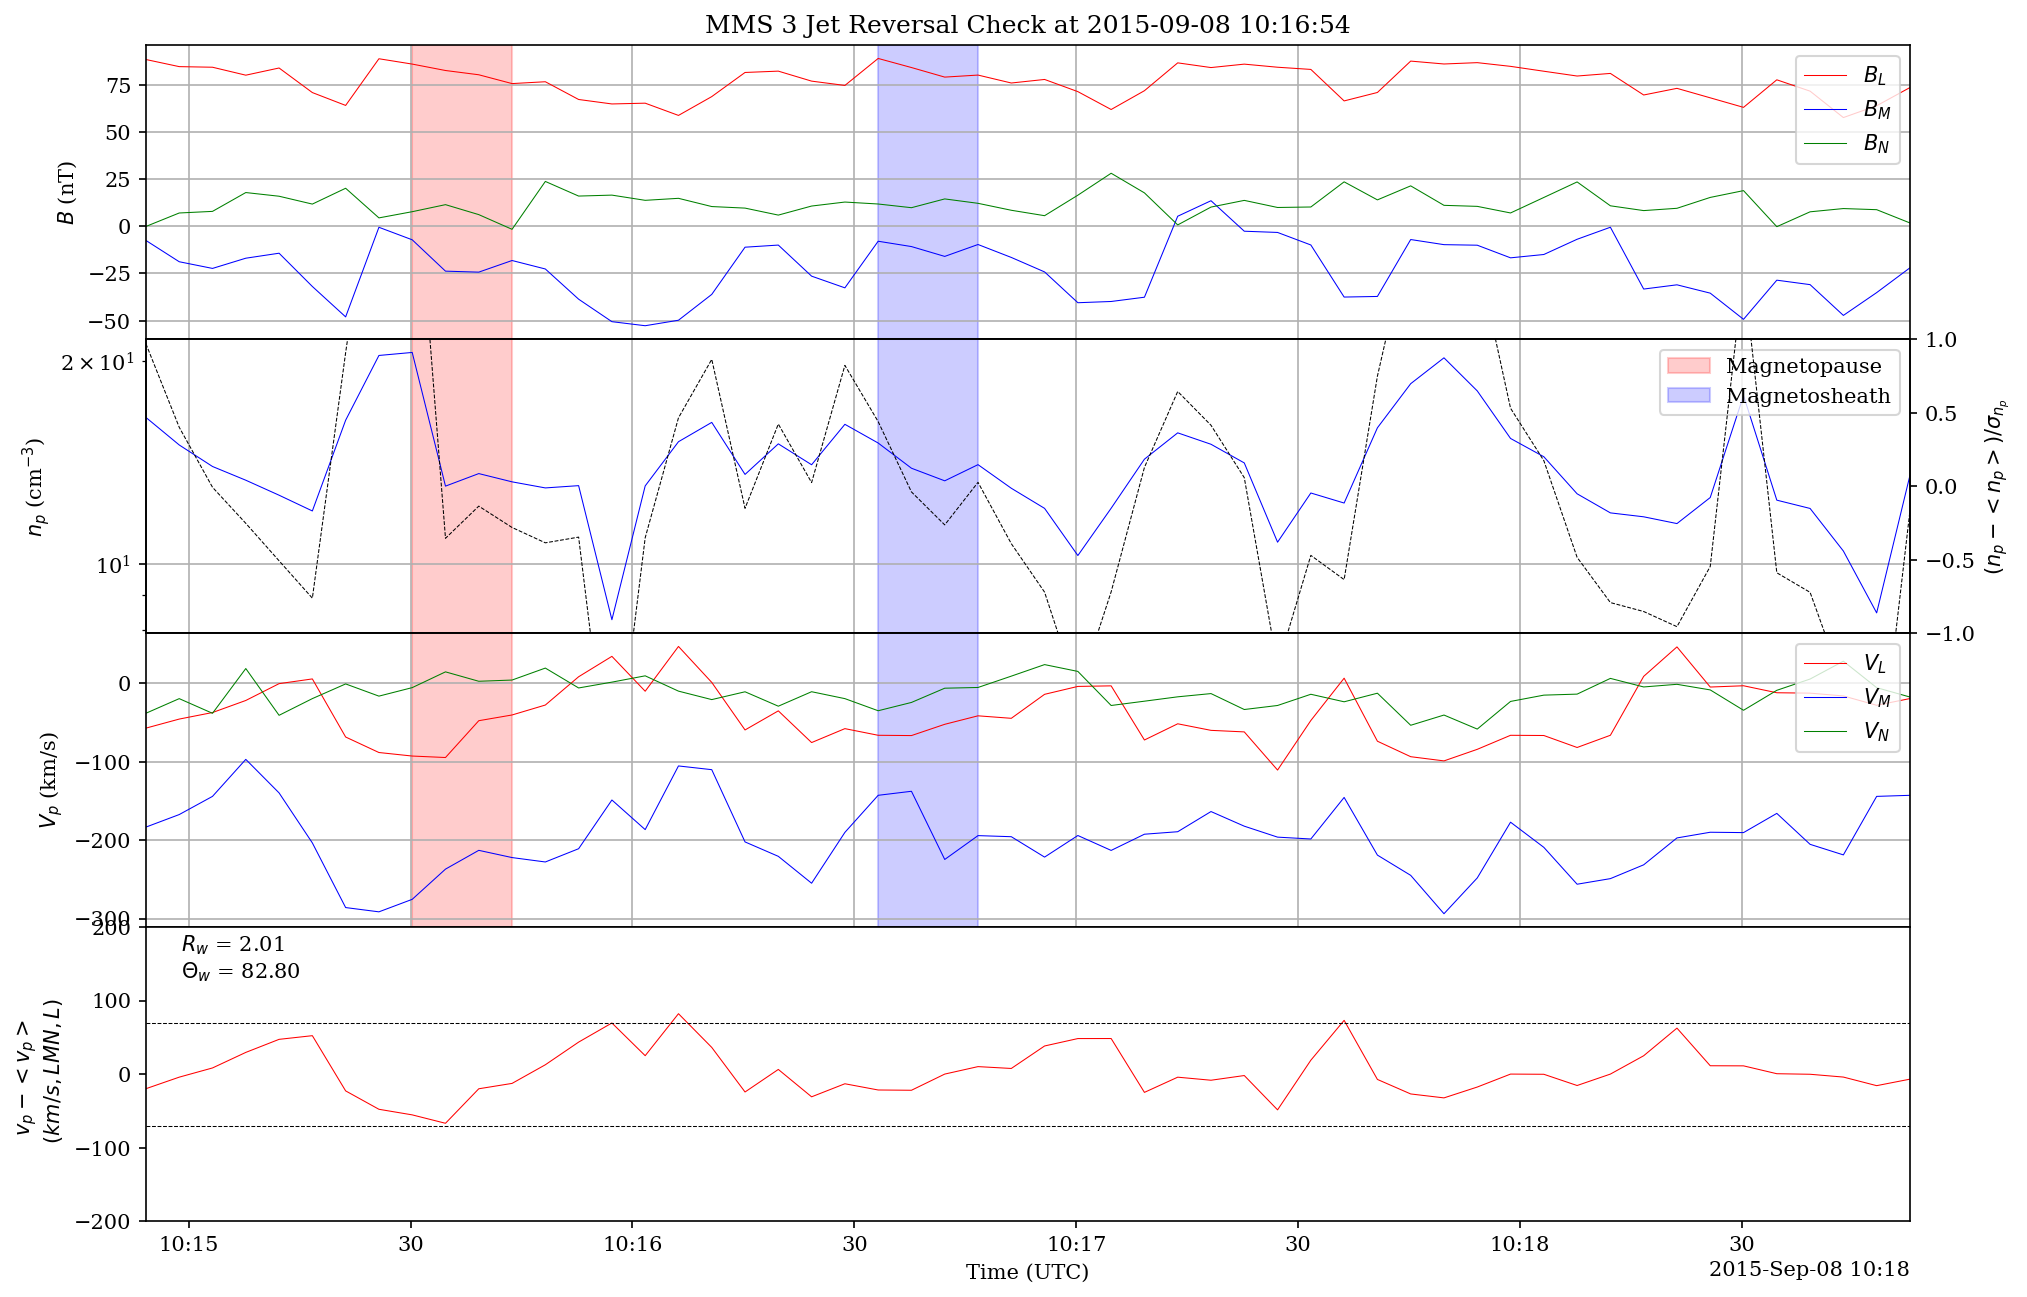 MMS 3 Jet Reversal Check at 2015-09-08 10:16:54
75
50
25
0
−25
−50
B (nT)
B_L
B_M
B_N
2 × 10^1
10^1
n_p (cm^−3)
Magnetopause
Magnetosheath
1.0
0.5
0.0
−0.5
−1.0
(n_p − < n_p >)/σ_{n_p}
0
−100
−200
−300
V_p (km/s)
V_L
V_M
V_N
200
100
0
−100
−200
v_p − < v_p >
(km/s, LMN, L)
R_w = 2.01
Θ_w = 82.80
10:15 30 10:16 30 10:17 30 10:18 30
Time (UTC)
2015-Sep-08 10:18